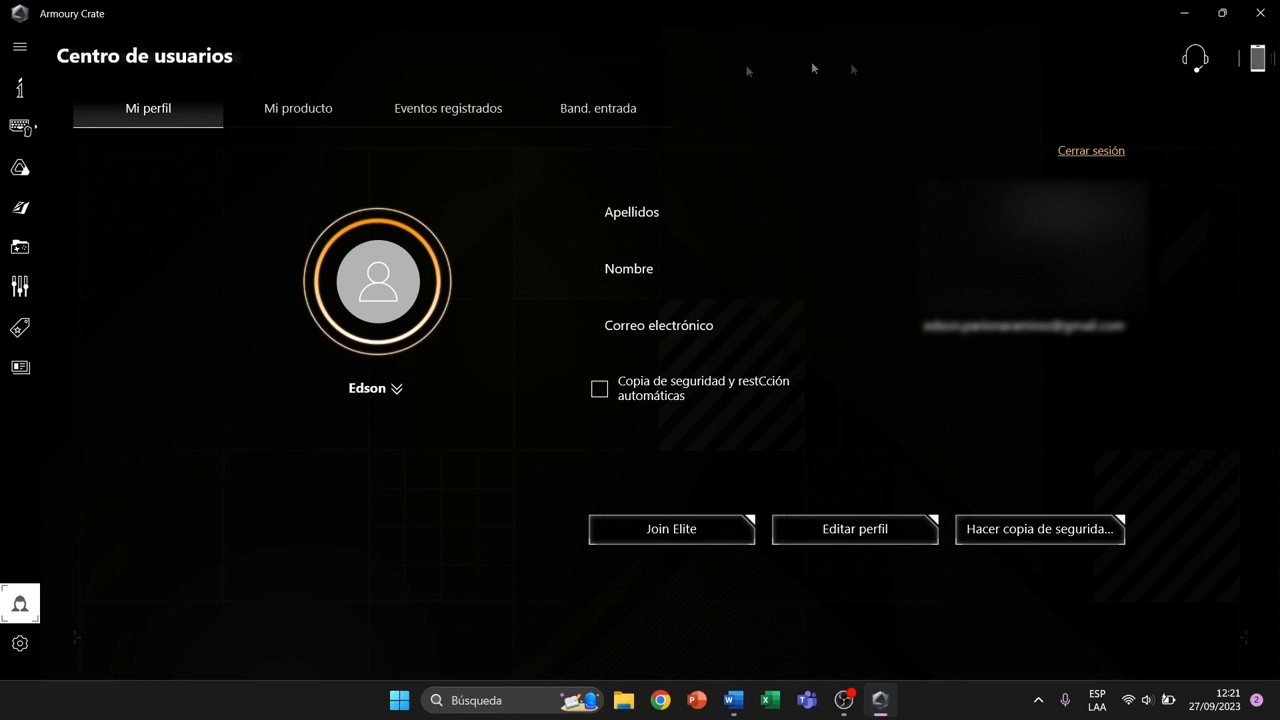 Armoury Crate
Centro de usuarios
Mi perfil
Mi producto
Eventos registrados
Band. entrada
Cerrar sesión
Apellidos
Nombre
Correo electrónico
Copia de seguridad y restCción
automáticas
Edson
Join Elite
Editar perfil
Hacer copia de segurida...
Búsqueda
ESP
LAA
12:21
27/09/2023
2